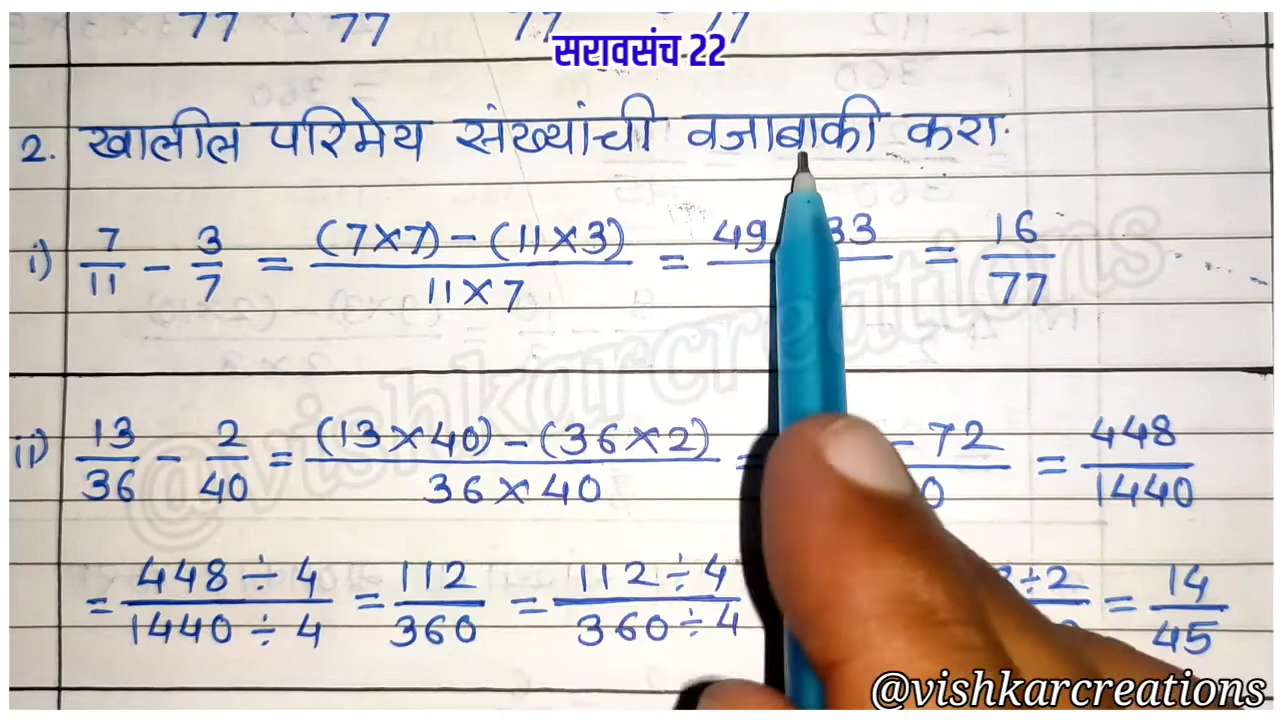 77 77 77 77
सरावसंच 22
2. खालील परिमेय संख्यांची वजाबाकी करा.
i) 7/11 - 3/7 = (7×7) - (11×3) / 11×7 = 49 33 / = 16/77
ii) 13/36 - 2/40 = (13×40) - (36×2) / 36×40 = - 72 / 0 = 448/1440
= 448÷4 / 1440÷4 = 112/360 = 112÷4 / 360÷4 ÷2 = 14/45
@vishkarcreations
@vishkarcreations